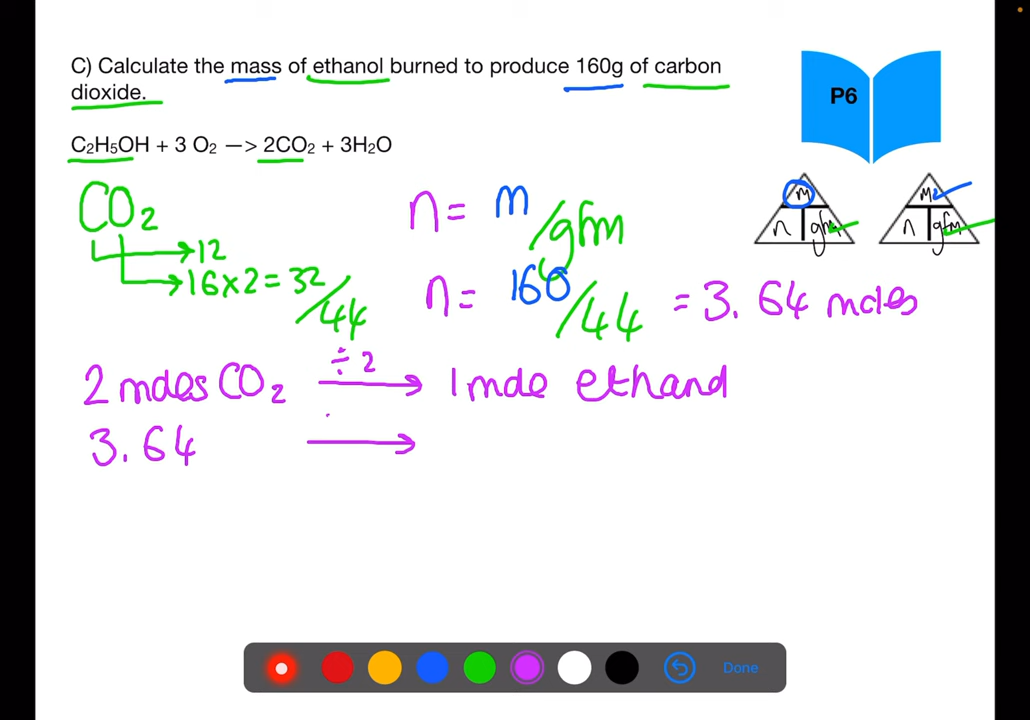 C) Calculate the mass of ethanol burned to produce 160g of carbon
dioxide.
P6
C₂H₅OH + 3 O₂ —> 2CO₂ + 3H₂O
m
n gfm
m
n gfm
CO₂
12
16×2=32
/44
n= m/gfm
n= 160/44 = 3.64 moles
÷2
2 moles CO₂ → 1 mole ethanol
3.64 →
Done